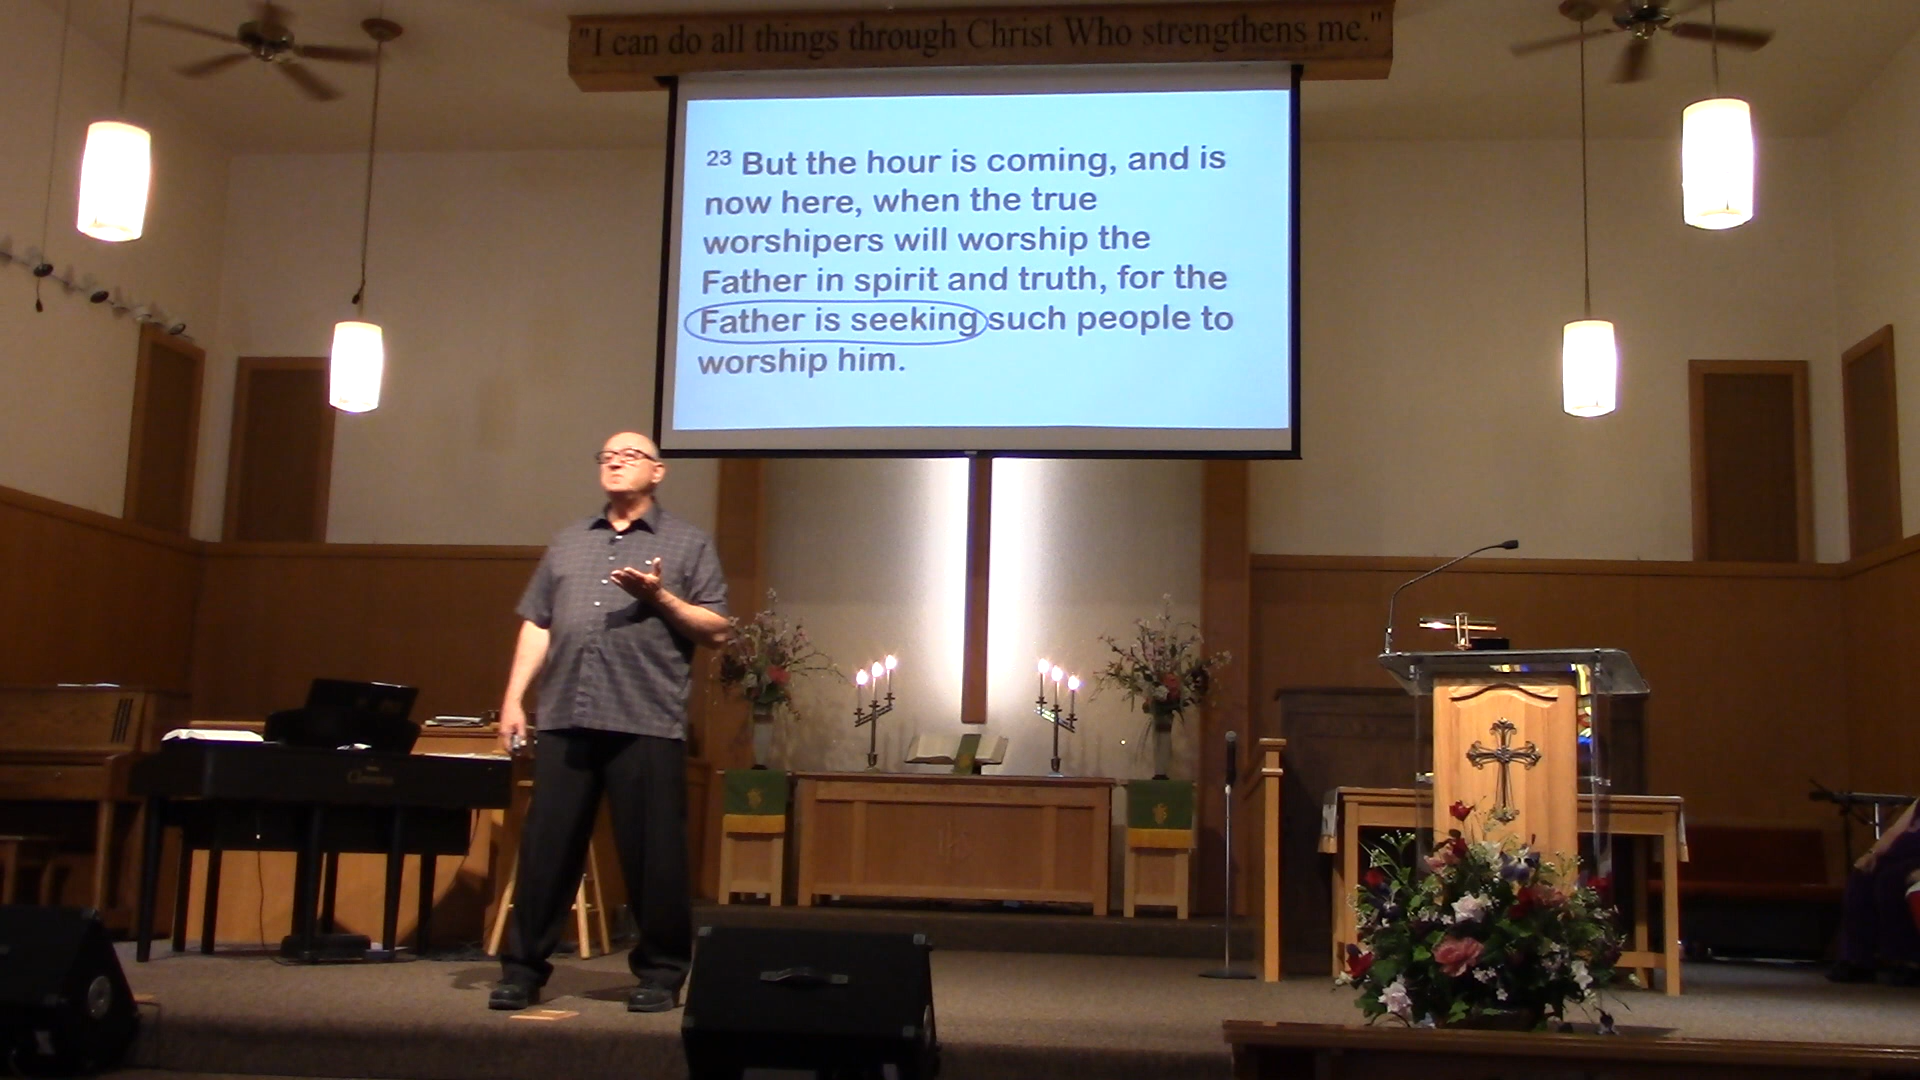 "I can do all things through Christ Who strengthens me."
23 But the hour is coming, and is
now here, when the true
worshipers will worship the
Father in spirit and truth, for the
Father is seeking such people to
worship him.